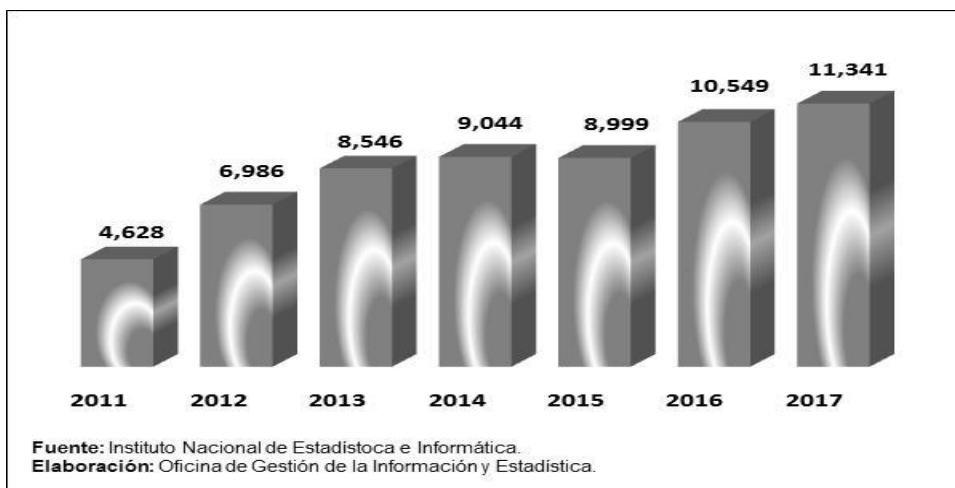 11,341
10,549
9,044
8,999
8,546
6,986
4,628
2011 2012 2013 2014 2015 2016 2017
Fuente: Instituto Nacional de Estadístoca e Informática.
Elaboración: Oficina de Gestión de la Información y Estadística.